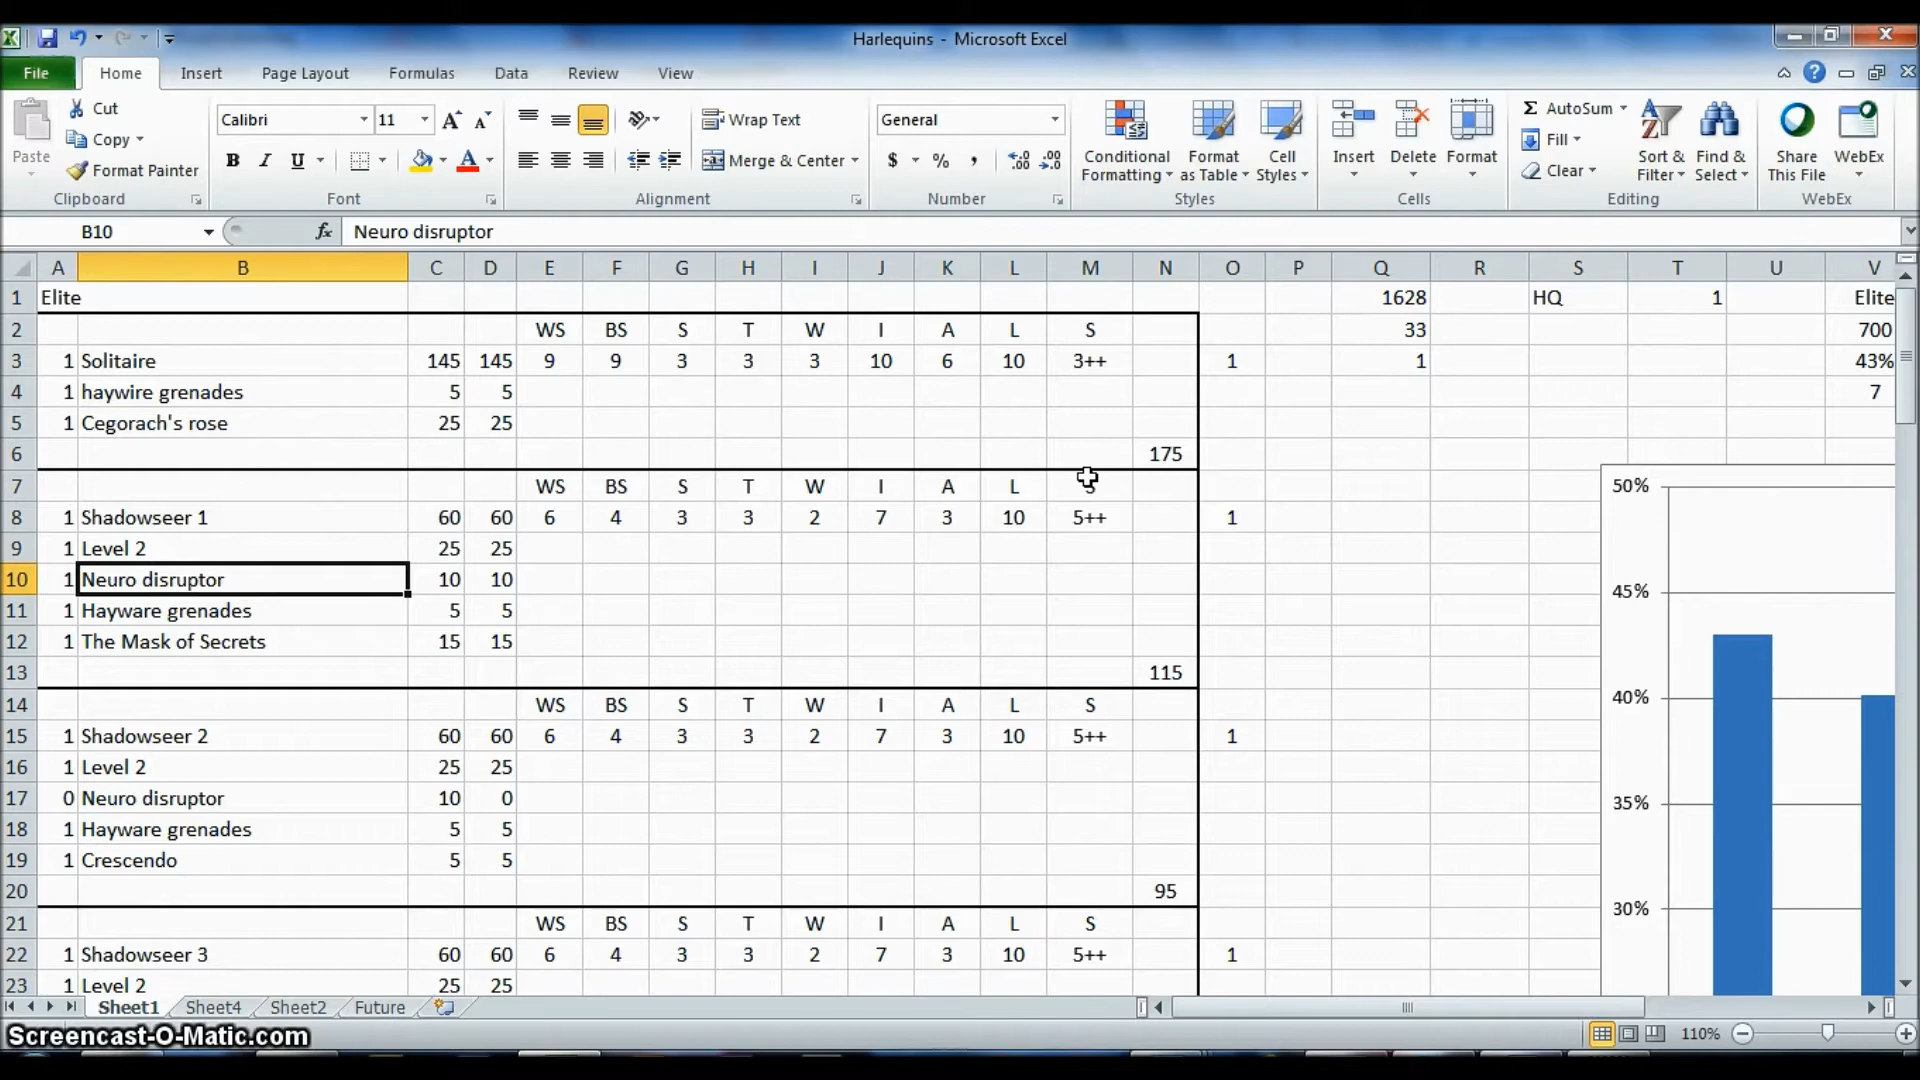 Harlequins - Microsoft Excel
File Home Insert Page Layout Formulas Data Review View
Paste
Cut
Copy
Format Painter
Clipboard
Calibri 11
B I U
Font
Wrap Text
Merge & Center
Alignment
General
$ % ,
Number
Conditional Formatting
Format as Table
Cell Styles
Styles
Insert Delete Format
Cells
AutoSum
Fill
Clear
Sort & Filter
Find & Select
Editing
Share This File
WebEx
WebEx
B10 fx Neuro disruptor
A B C D E F G H I J K L M N O P Q R S T U V
1 Elite 1628 HQ 1 Elite
2 WS BS S T W I A L S 33 700
3 1 Solitaire 145 145 9 9 3 3 3 10 6 10 3++ 1 1 43%
4 1 haywire grenades 5 5 7
5 1 Cegorach's rose 25 25
6 175
7 WS BS S T W I A L S
8 1 Shadowseer 1 60 60 6 4 3 3 2 7 3 10 5++ 1
9 1 Level 2 25 25
10 1 Neuro disruptor 10 10
11 1 Hayware grenades 5 5
12 1 The Mask of Secrets 15 15
13 115
14 WS BS S T W I A L S
15 1 Shadowseer 2 60 60 6 4 3 3 2 7 3 10 5++ 1
16 1 Level 2 25 25
17 0 Neuro disruptor 10 0
18 1 Hayware grenades 5 5
19 1 Crescendo 5 5
20 95
21 WS BS S T W I A L S
22 1 Shadowseer 3 60 60 6 4 3 3 2 7 3 10 5++ 1
23 1 Level 2 25 25
50%
45%
40%
35%
30%
Sheet1 Sheet4 Sheet2 Future
Screencast-O-Matic.com
110%